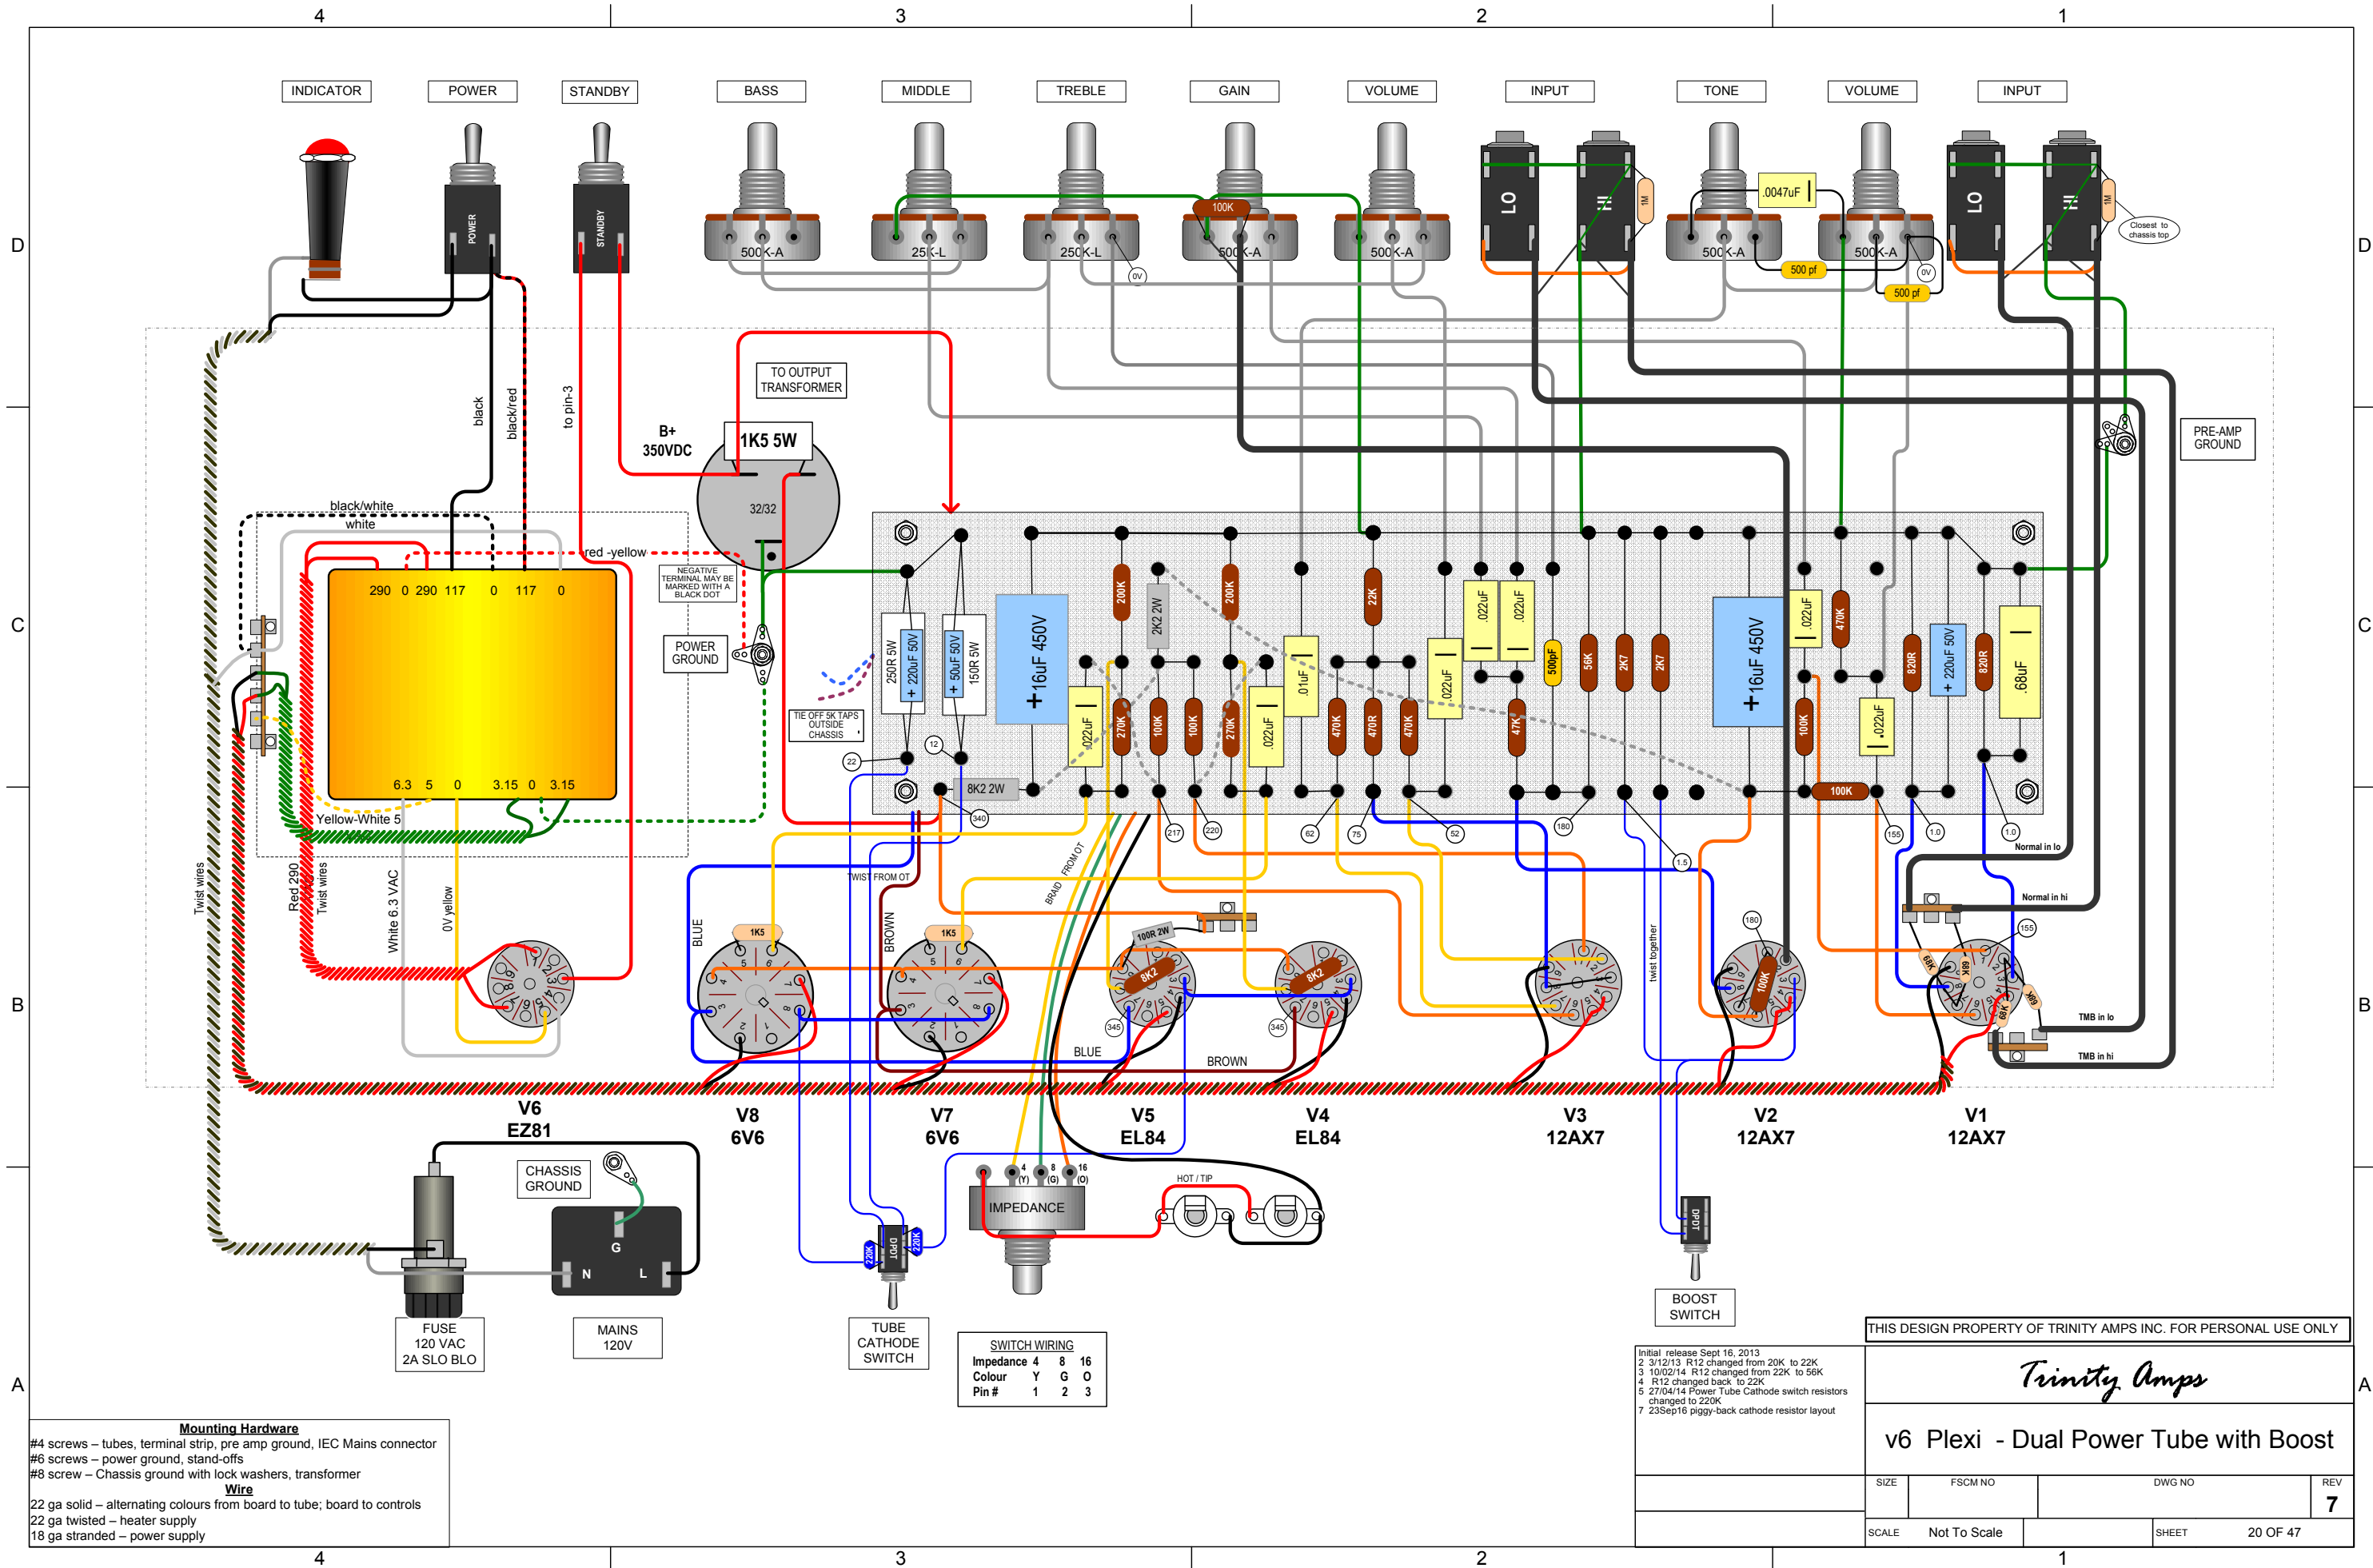 4
3
2
1
INDICATOR
POWER
STANDBY
BASS
MIDDLE
TREBLE
GAIN
VOLUME
INPUT
TONE
VOLUME
INPUT
POWER
STANDBY
500K-A
25K-L
250K-L
0V
100K
500K-A
500K-A
LO
HI
1M
.0047uF
500K-A
500 pf
500K-A
0V
500 pf
LO
HI
1M
Closest to
chassis top
D
D
TO OUTPUT
TRANSFORMER
black
black/red
to pin-3
B+
350VDC
1K5 5W
32/32
PRE-AMP
GROUND
black/white
white
red -yellow
NEGATIVE
TERMINAL MAY BE
MARKED WITH A
BLACK DOT
290 0 290 117 0 117 0
POWER
GROUND
TIE OFF 5K TAPS
OUTSIDE
CHASSIS
C
C
250R 5W
+ 220uF 50V
+ 50uF 50V
150R 5W
+16uF 450V
.022uF
200K
270K
2K2 2W
100K
100K
200K
270K
.022uF
.01uF
470K
22K
470R
470K
.022uF
.022uF
.022uF
47K
500pF
56K
2K7
2K7
+16uF 450V
.022uF
100K
470K
.022uF
820R
+ 220uF 50V
820R
.68uF
8K2 2W
100K
22
12
340
217
220
62
75
52
180
1.5
155
1.0
1.0
6.3 5 0 3.15 0 3.15
Yellow-White 5
Twist wires
Red 290
Twist wires
White 6.3 VAC
0V yellow
TWIST FROM OT
BRAID FROM OT
BLUE
BROWN
1K5
1K5
100R 2W
8K2
8K2
345
345
BLUE
BROWN
twist together
180
100K
155
68K
68K
68K
68K
Normal in lo
Normal in hi
TMB in lo
TMB in hi
B
B
V6
EZ81
V8
6V6
V7
6V6
V5
EL84
V4
EL84
V3
12AX7
V2
12AX7
V1
12AX7
CHASSIS
GROUND
G
N
L
4
(Y)
8
(G)
16
(O)
IMPEDANCE
HOT / TIP
220K
DPDT
220K
DPDT
FUSE
120 VAC
2A SLO BLO
MAINS
120V
TUBE
CATHODE
SWITCH
BOOST
SWITCH
SWITCH WIRING
Impedance 4 8 16
Colour Y G O
Pin # 1 2 3
A
A
Mounting Hardware
#4 screws – tubes, terminal strip, pre amp ground, IEC Mains connector
#6 screws – power ground, stand-offs
#8 screw – Chassis ground with lock washers, transformer
Wire
22 ga solid – alternating colours from board to tube; board to controls
22 ga twisted – heater supply
18 ga stranded – power supply
THIS DESIGN PROPERTY OF TRINITY AMPS INC. FOR PERSONAL USE ONLY
Initial release Sept 16, 2013
2 3/12/13 R12 changed from 20K to 22K
3 10/02/14 R12 changed from 22K to 56K
4 R12 changed back to 22K
5 27/04/14 Power Tube Cathode switch resistors
changed to 220K
7 23Sep16 piggy-back cathode resistor layout
Trinity Amps
v6 Plexi - Dual Power Tube with Boost
SIZE
FSCM NO
DWG NO
REV
7
SCALE Not To Scale
SHEET 20 OF 47
4
3
2
1